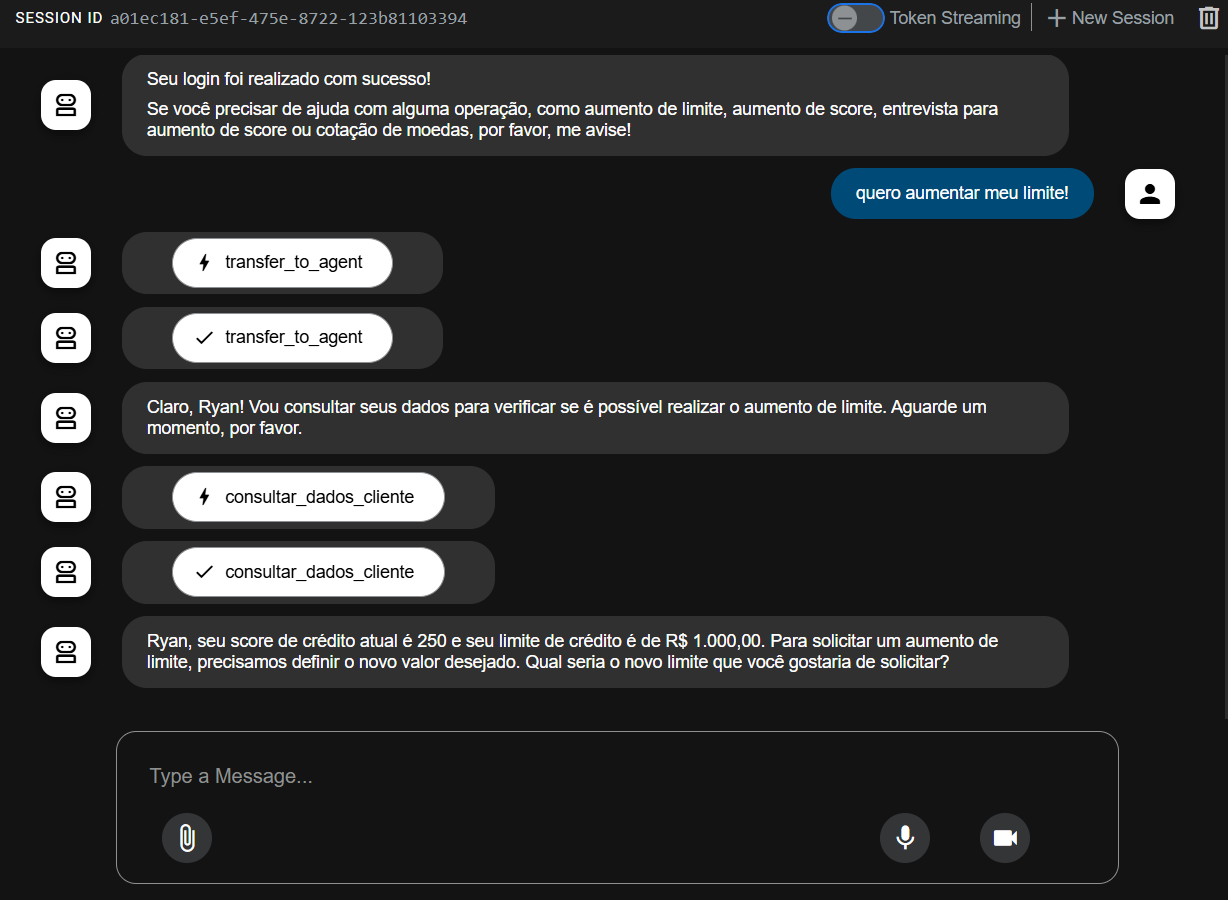 SESSION ID a01ec181-e5ef-475e-8722-123b81103394 Token Streaming + New Session
Seu login foi realizado com sucesso!
Se você precisar de ajuda com alguma operação, como aumento de limite, aumento de score, entrevista para
aumento de score ou cotação de moedas, por favor, me avise!
quero aumentar meu limite!
transfer_to_agent
transfer_to_agent
Claro, Ryan! Vou consultar seus dados para verificar se é possível realizar o aumento de limite. Aguarde um
momento, por favor.
consultar_dados_cliente
consultar_dados_cliente
Ryan, seu score de crédito atual é 250 e seu limite de crédito é de R$ 1.000,00. Para solicitar um aumento de
limite, precisamos definir o novo valor desejado. Qual seria o novo limite que você gostaria de solicitar?
Type a Message...